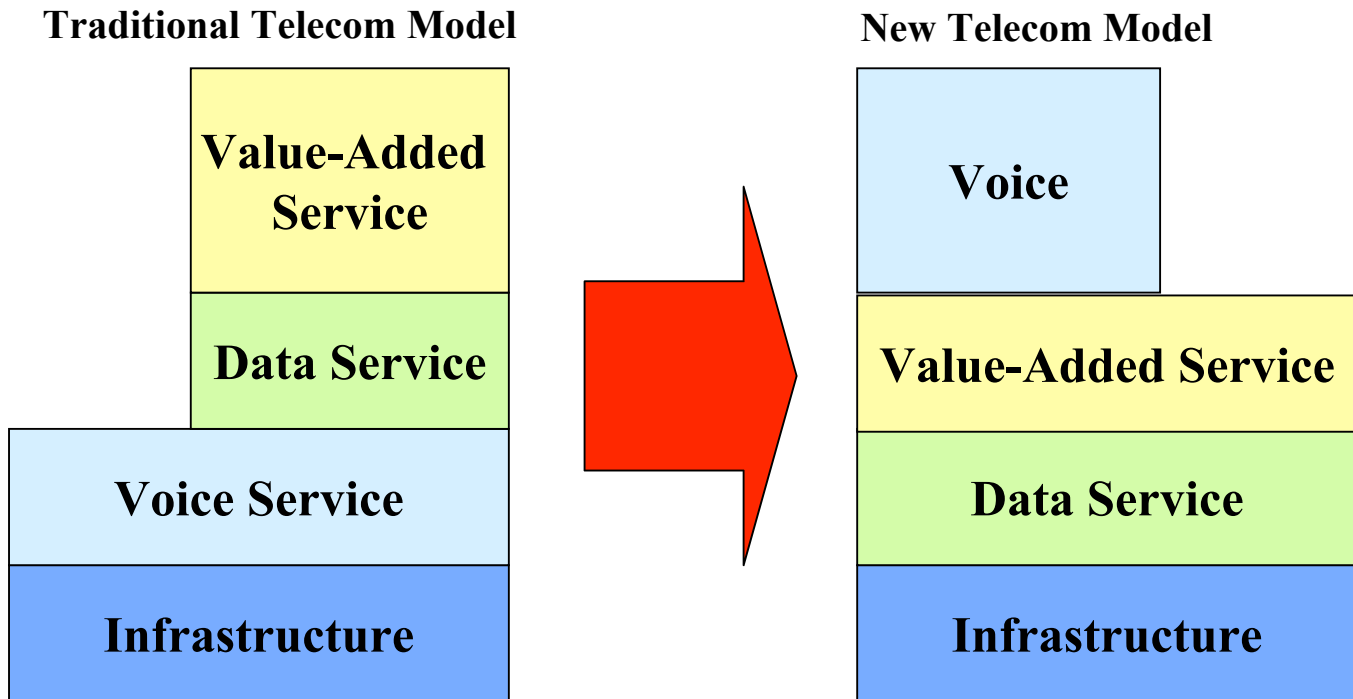 Traditional Telecom Model
Value-Added
Service
Data Service
Voice Service
Infrastructure
New Telecom Model
Voice
Value-Added Service
Data Service
Infrastructure